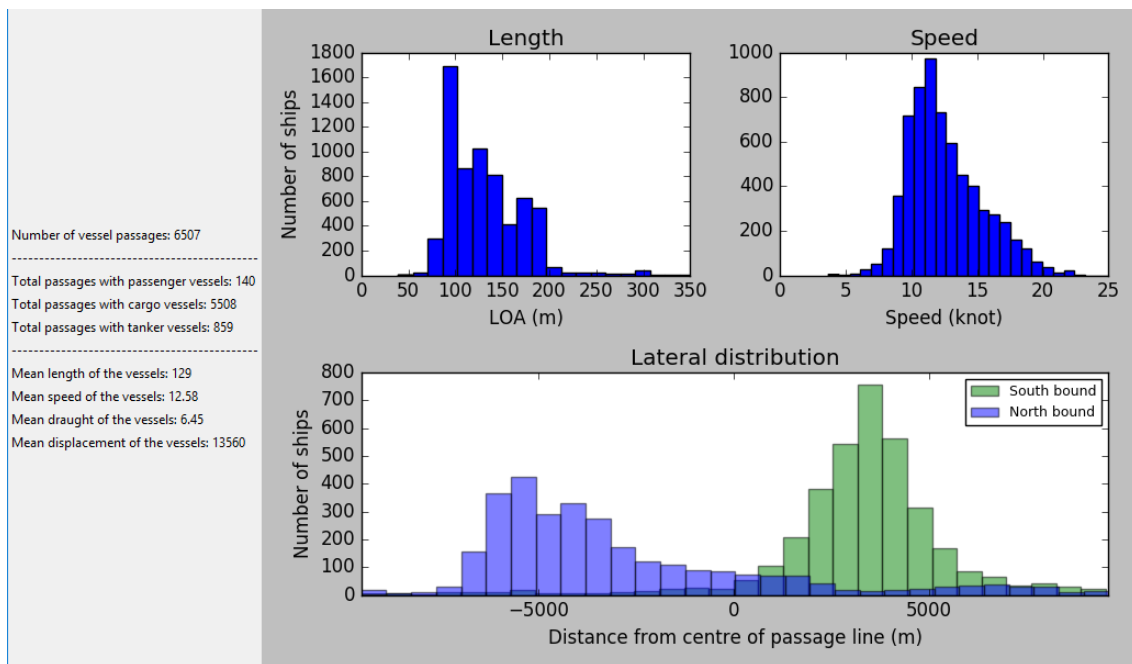 Number of vessel passages: 6507
------------------------------------------------
Total passages with passenger vessels: 140
Total passages with cargo vessels: 5508
Total passages with tanker vessels: 859
------------------------------------------------
Mean length of the vessels: 129
Mean speed of the vessels: 12.58
Mean draught of the vessels: 6.45
Mean displacement of the vessels: 13560
Length
Number of ships
1800
1600
1400
1200
1000
800
600
400
200
0
0 50 100 150 200 250 300 350
LOA (m)
Speed
1000
800
600
400
200
0
0 5 10 15 20 25
Speed (knot)
Lateral distribution
Number of ships
800
700
600
500
400
300
200
100
0
South bound
North bound
−5000 0 5000
Distance from centre of passage line (m)